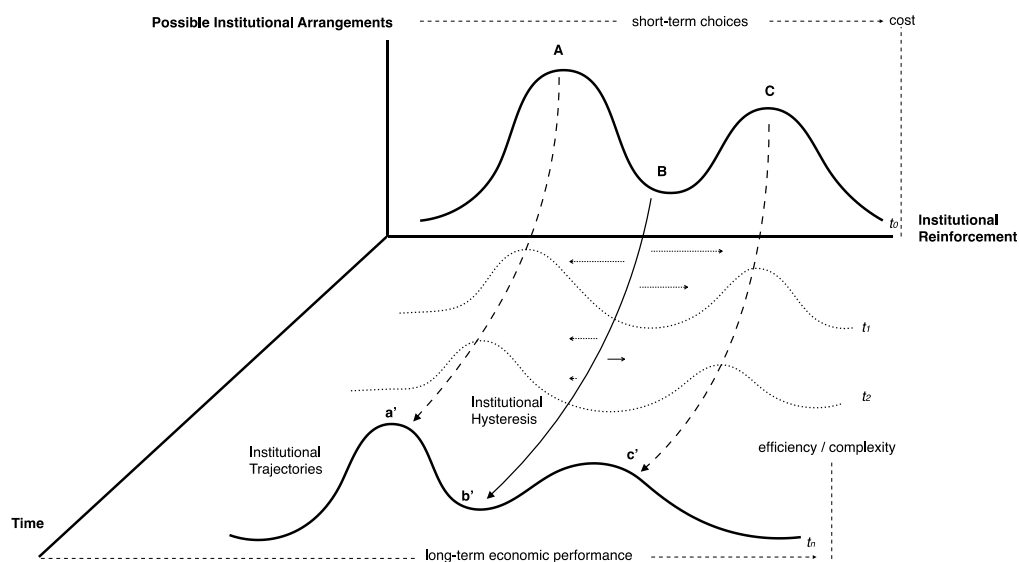 Possible Institutional Arrangements
short-term choices
cost
A
C
B
t0
Institutional
Reinforcement
t1
t2
Institutional
Hysteresis
a'
Institutional
Trajectories
c'
efficiency / complexity
b'
Time
tn
long-term economic performance